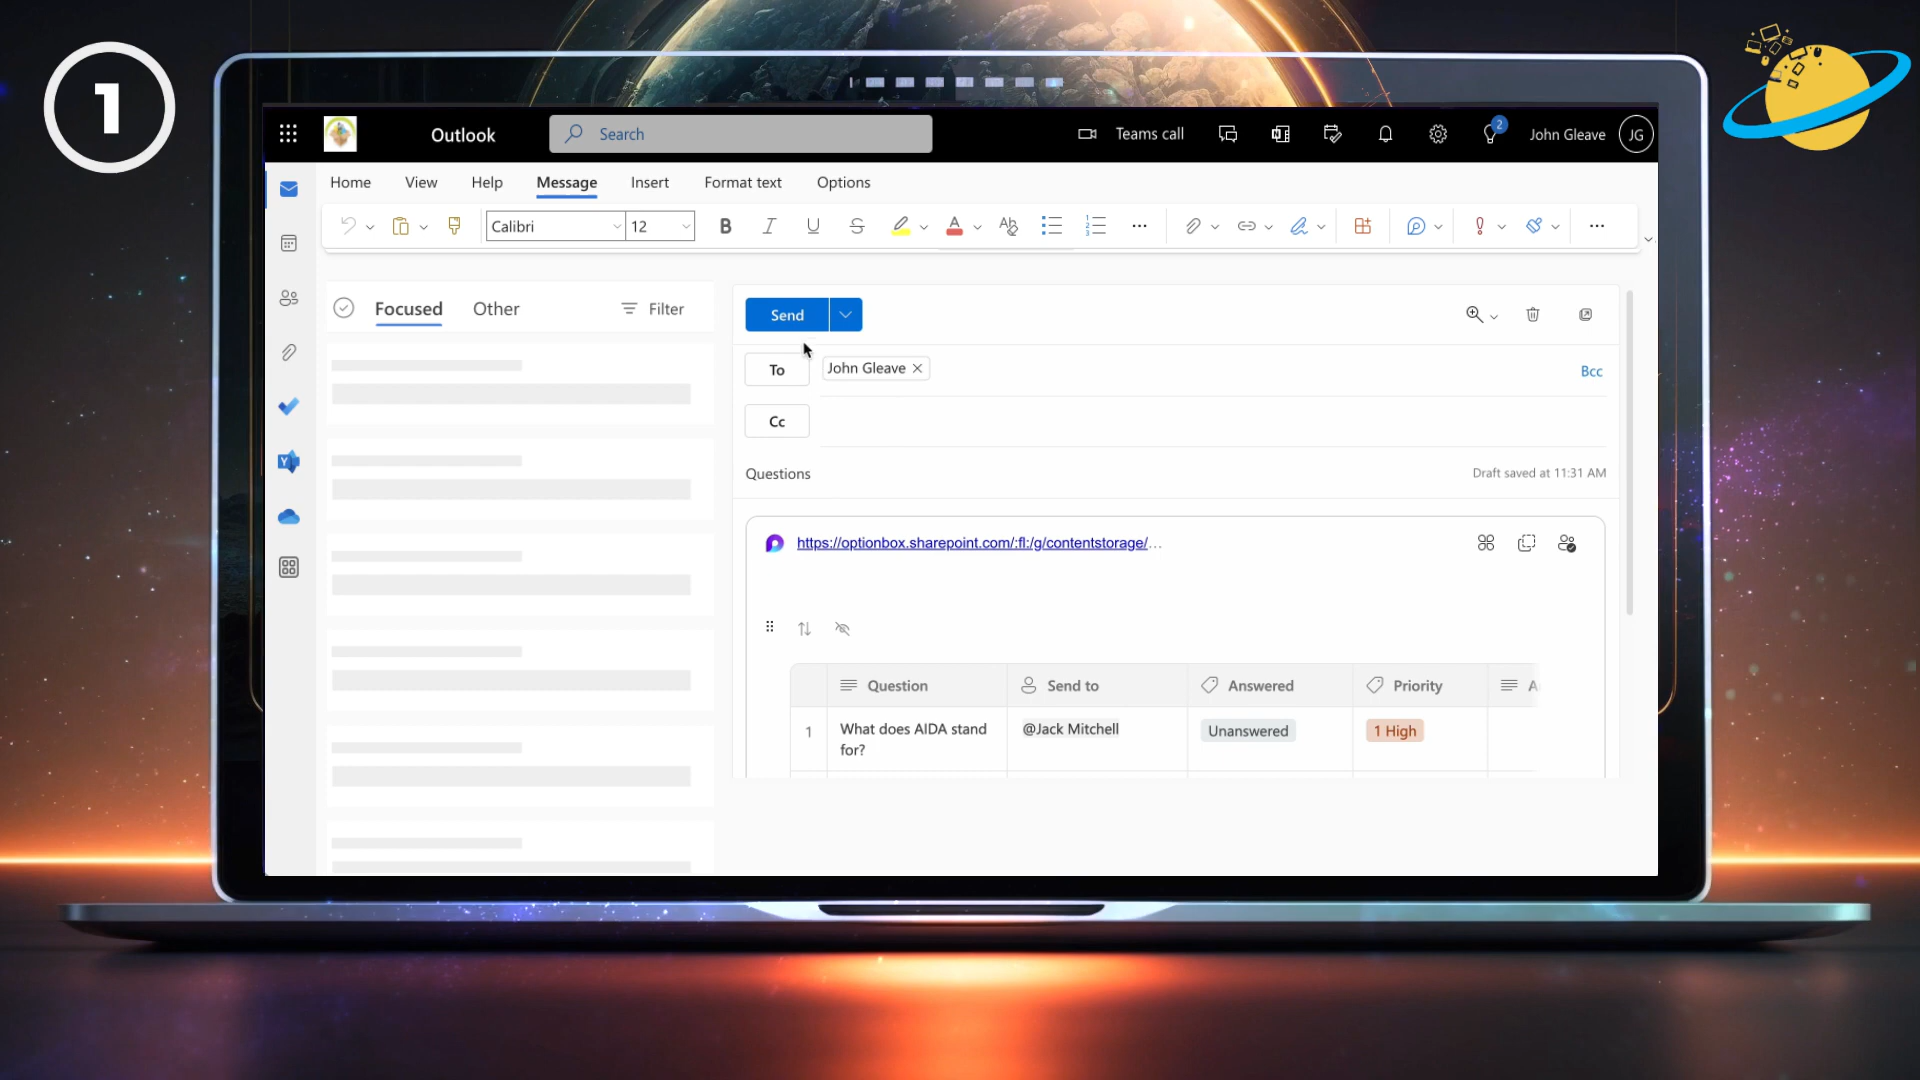 1
Outlook
Search
Teams call
2
John Gleave
JG
Home
View
Help
Message
Insert
Format text
Options
Calibri
12
Focused
Other
Filter
Send
To
John Gleave
Bcc
Cc
Questions
Draft saved at 11:31 AM
https://optionbox.sharepoint.com/:fl:/g/contentstorage/...
Question
Send to
Answered
Priority
1
What does AIDA stand
for?
@Jack Mitchell
Unanswered
1 High